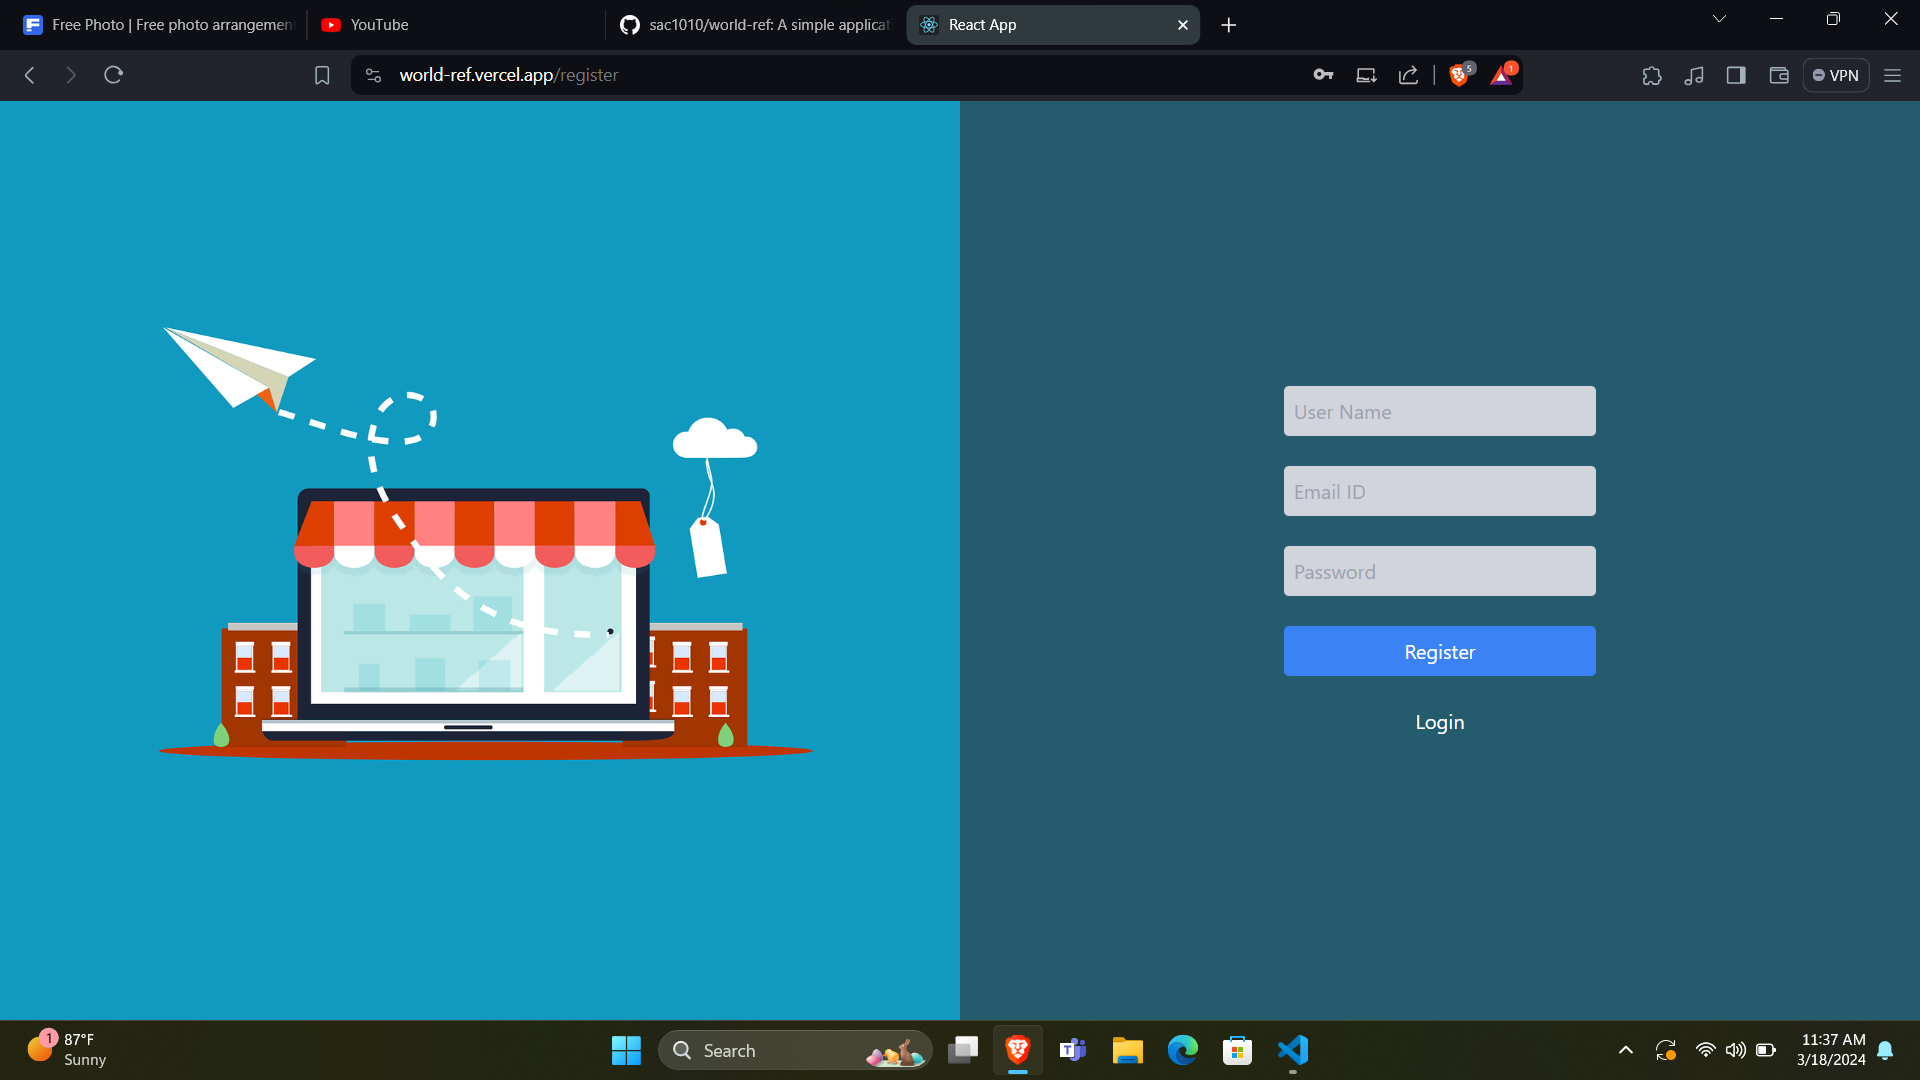 Free Photo | Free photo arrangemen
YouTube
sac1010/world-ref: A simple applicat
React App
world-ref.vercel.app/register
5
1
VPN
User Name
Email ID
Password
Register
Login
1
87°F
Sunny
Search
11:37 AM
3/18/2024